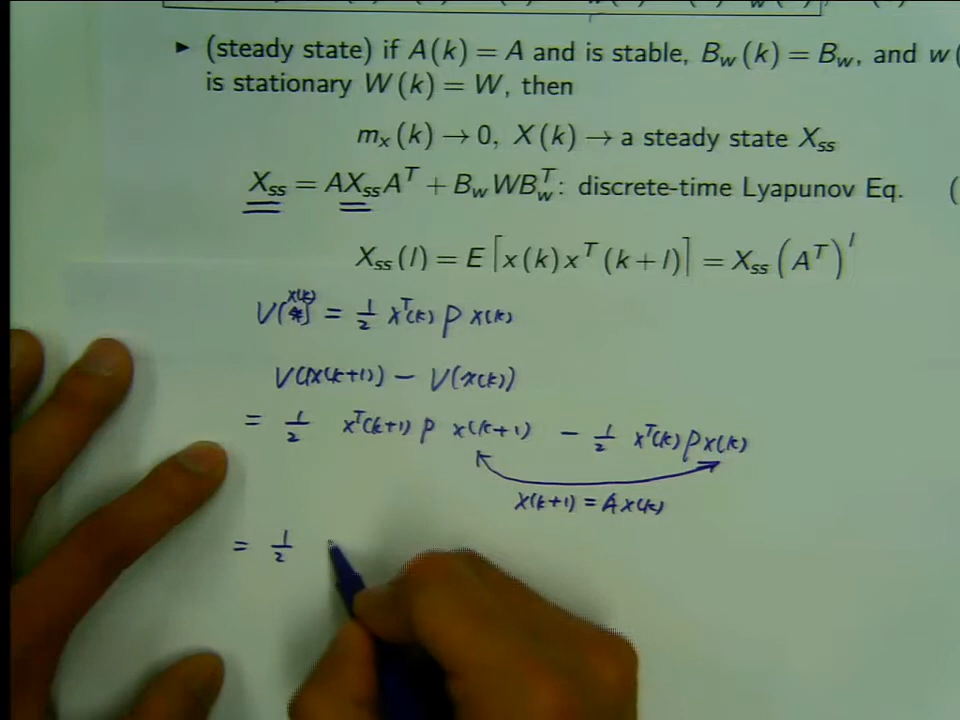 ▶ (steady state) if A(k) = A and is stable, B_w(k) = B_w, and w(
is stationary W(k) = W, then
m_x(k) → 0, X(k) → a steady state X_ss
X_ss = AX_ssA^T + B_wWB_w^T: discrete-time Lyapunov Eq. (
X_ss(l) = E[x(k)x^T(k+l)] = X_ss(A^T)^l
x(k)
V( ) = 1/2 x^T(k) P x(k)
V(x(k+1)) − V(x(k))
= 1/2 x^T(k+1) P x(k+1) − 1/2 x^T(k) P x(k)
x(k+1) = A x(k)
= 1/2